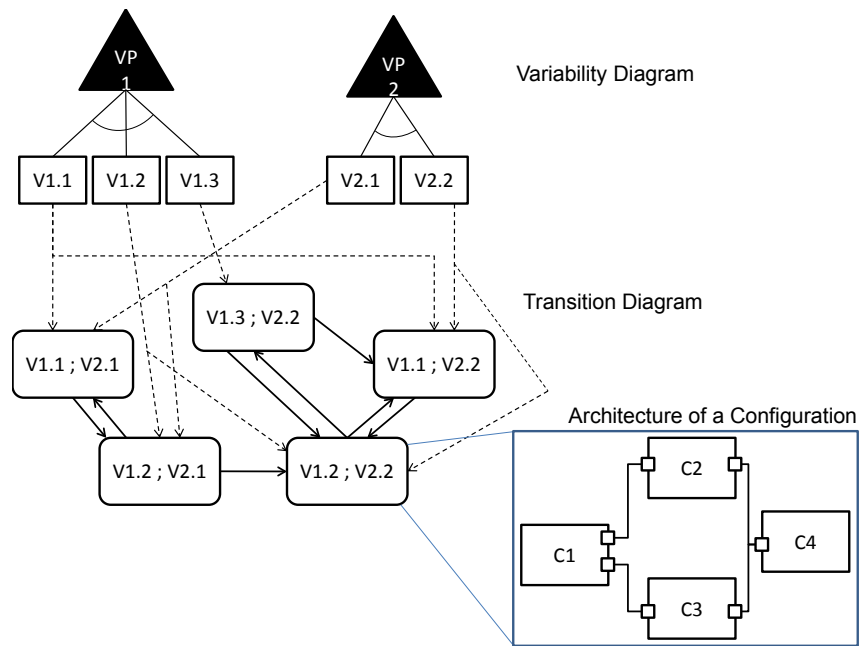 VP
1
VP
2
Variability Diagram
V1.1
V1.2
V1.3
V2.1
V2.2
Transition Diagram
V1.3 ; V2.2
V1.1 ; V2.1
V1.1 ; V2.2
Architecture of a Configuration
V1.2 ; V2.1
V1.2 ; V2.2
C2
C1
C4
C3